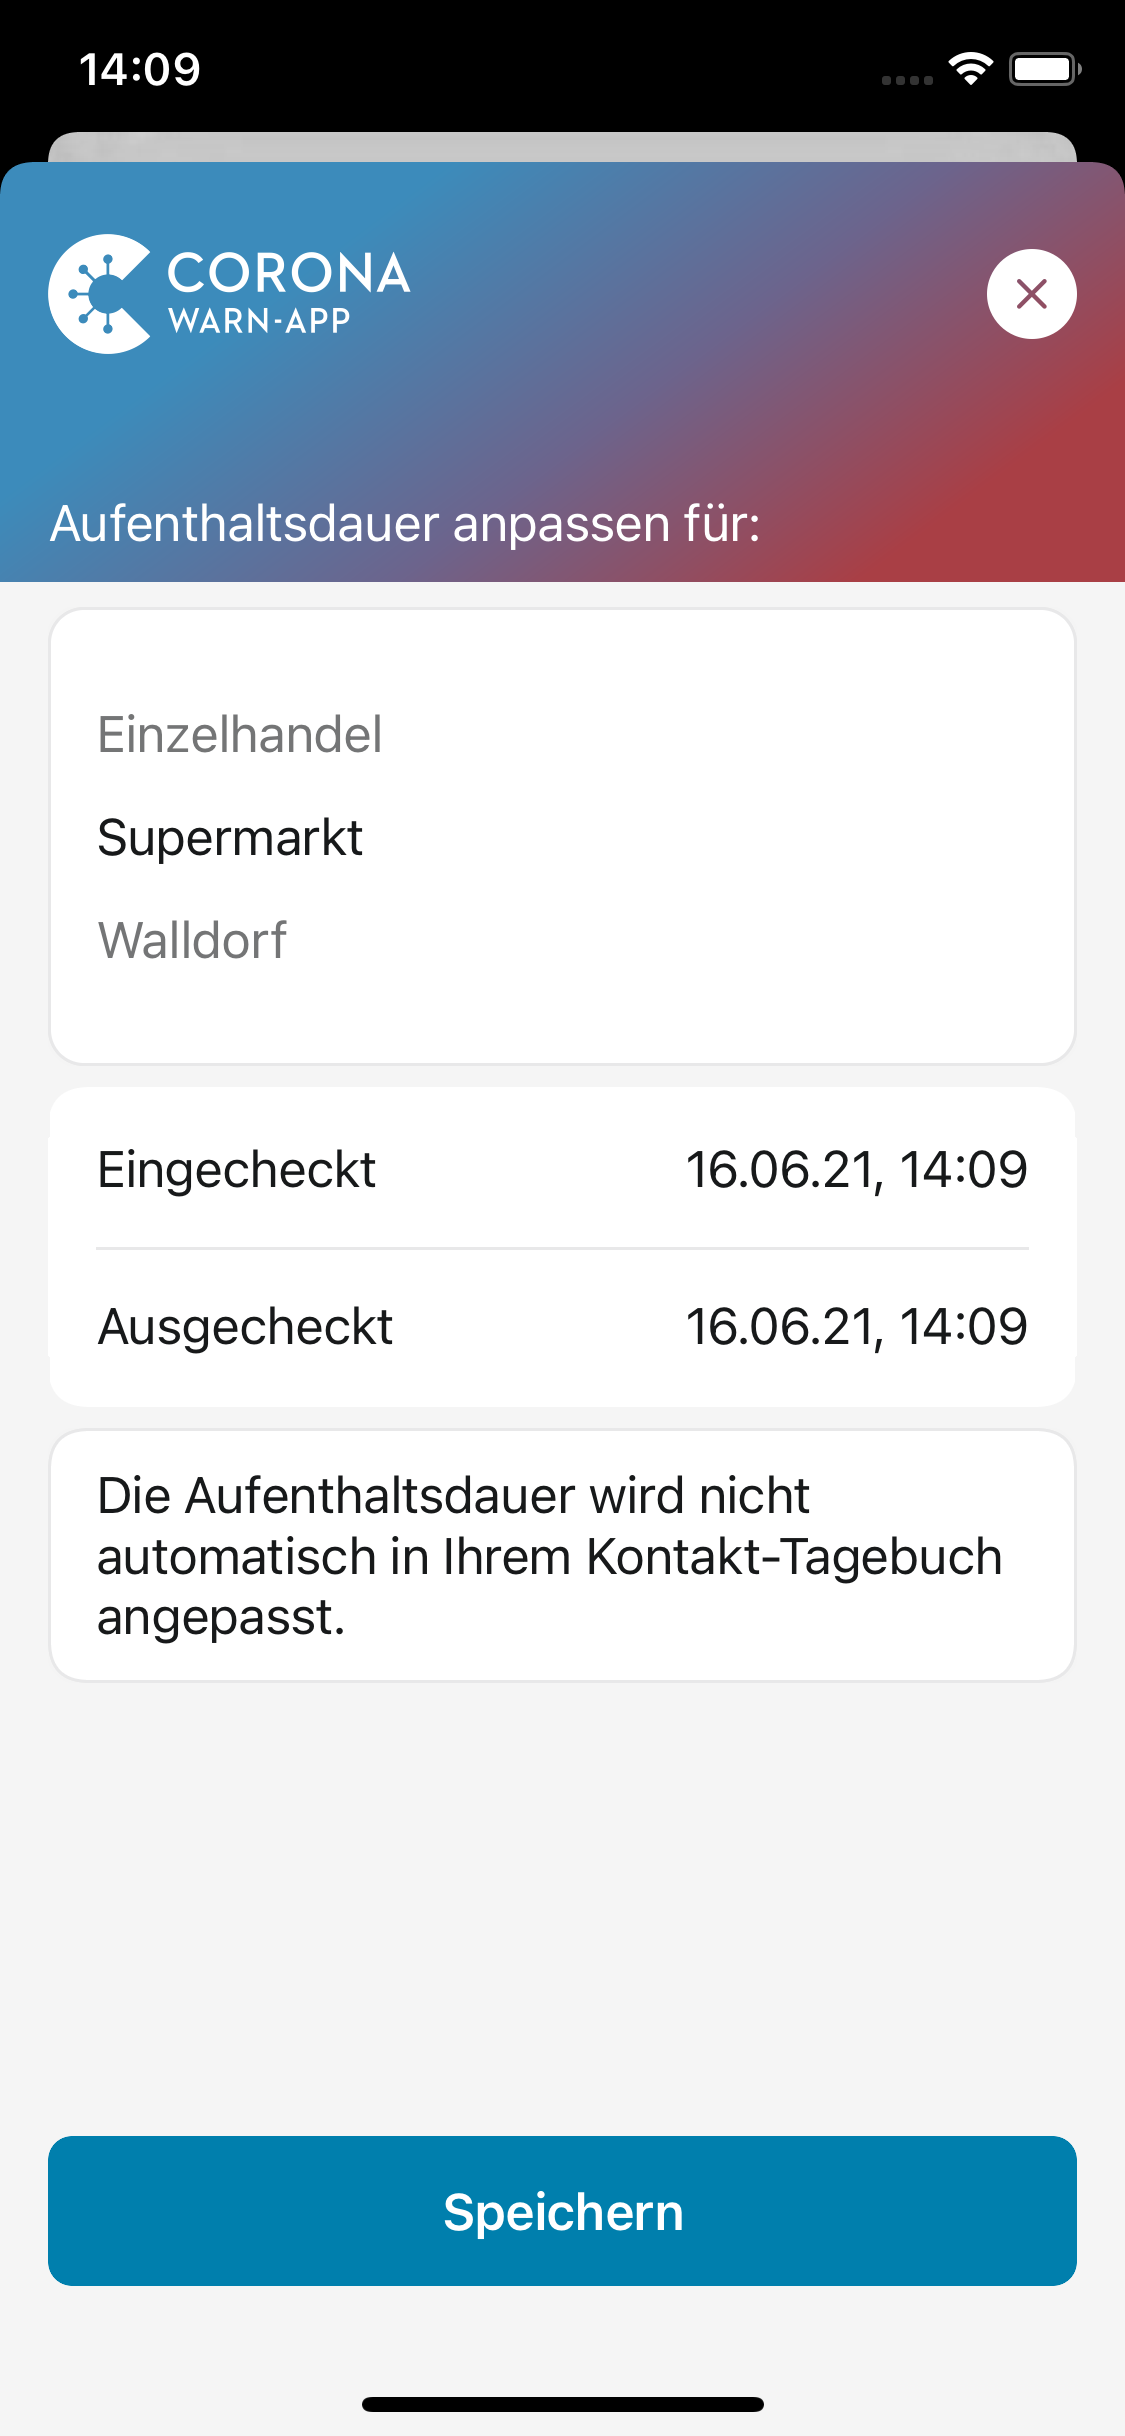 14:09
CORONA
WARN-APP
Aufenthaltsdauer anpassen für:
Einzelhandel
Supermarkt
Walldorf
Eingecheckt 16.06.21, 14:09
Ausgecheckt 16.06.21, 14:09
Die Aufenthaltsdauer wird nicht
automatisch in Ihrem Kontakt-Tagebuch
angepasst.
Speichern